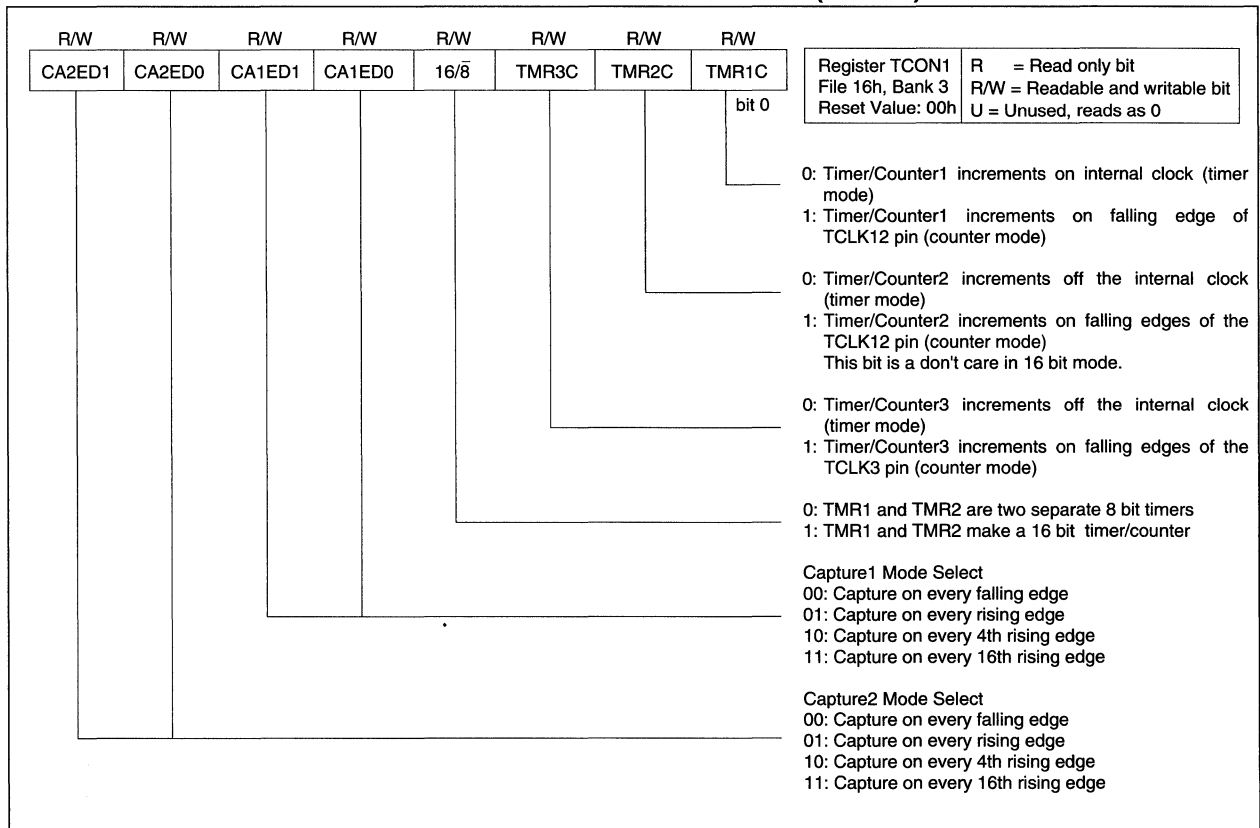 R/W R/W R/W R/W R/W R/W R/W R/W
CA2ED1 CA2ED0 CA1ED1 CA1ED0 16/8̅ TMR3C TMR2C TMR1C
bit 0
Register TCON1
File 16h, Bank 3
Reset Value: 00h
R = Read only bit
R/W = Readable and writable bit
U = Unused, reads as 0
0: Timer/Counter1 increments on internal clock (timer
mode)
1: Timer/Counter1 increments on falling edge of
TCLK12 pin (counter mode)
0: Timer/Counter2 increments off the internal clock
(timer mode)
1: Timer/Counter2 increments on falling edges of the
TCLK12 pin (counter mode)
This bit is a don't care in 16 bit mode.
0: Timer/Counter3 increments off the internal clock
(timer mode)
1: Timer/Counter3 increments on falling edges of the
TCLK3 pin (counter mode)
0: TMR1 and TMR2 are two separate 8 bit timers
1: TMR1 and TMR2 make a 16 bit timer/counter
Capture1 Mode Select
00: Capture on every falling edge
01: Capture on every rising edge
10: Capture on every 4th rising edge
11: Capture on every 16th rising edge
Capture2 Mode Select
00: Capture on every falling edge
01: Capture on every rising edge
10: Capture on every 4th rising edge
11: Capture on every 16th rising edge